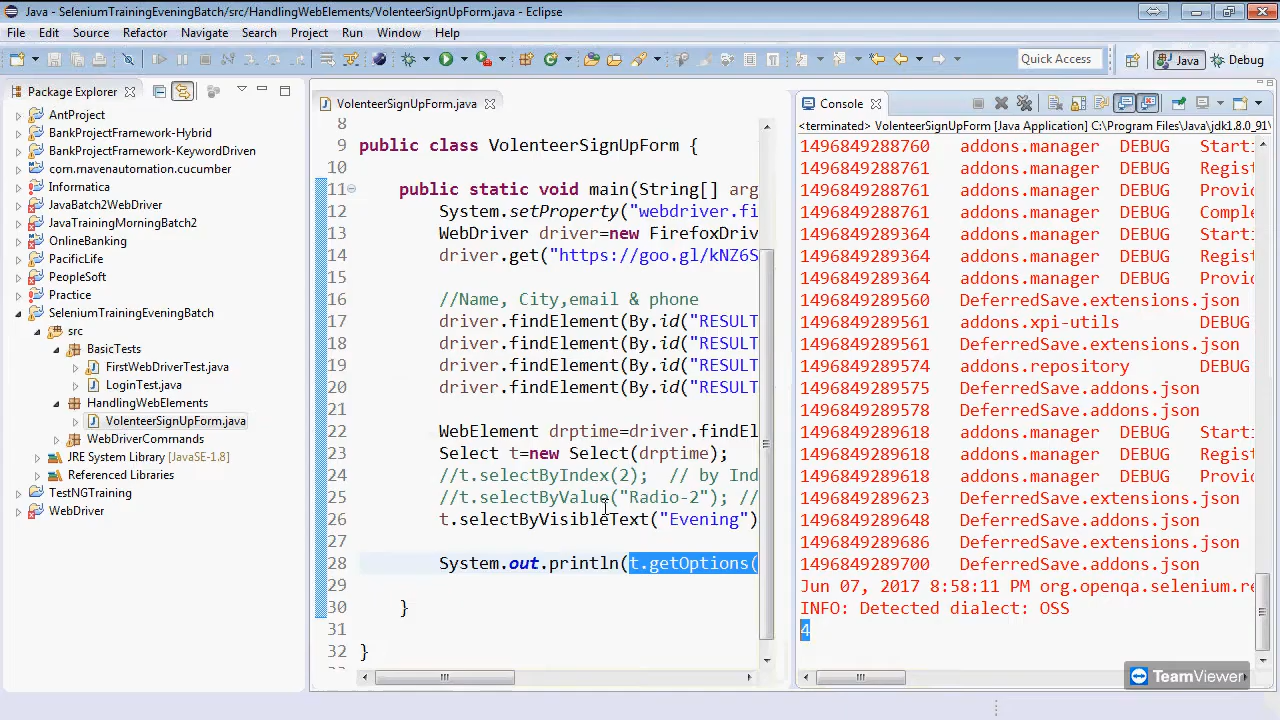 Java - SeleniumTrainingEveningBatch/src/HandlingWebElements/VolenteerSignUpForm.java - Eclipse
File Edit Source Refactor Navigate Search Project Run Window Help
Quick Access Java Debug
Package Explorer
AntProject
BankProjectFramework-Hybrid
BankProjectFramework-KeywordDriven
com.mavenautomation.cucumber
Informatica
JavaBatch2WebDriver
JavaTrainingMorningBatch2
OnlineBanking
PacificLife
PeopleSoft
Practice
SeleniumTrainingEveningBatch
src
BasicTests
FirstWebDriverTest.java
LoginTest.java
HandlingWebElements
VolenteerSignUpForm.java
WebDriverCommands
JRE System Library [JavaSE-1.8]
Referenced Libraries
TestNGTraining
WebDriver
VolenteerSignUpForm.java
8
9 public class VolenteerSignUpForm {
10
11 public static void main(String[] arg
12 System.setProperty("webdriver.fi
13 WebDriver driver=new FirefoxDriv
14 driver.get("https://goo.gl/kNZ6S
15
16 //Name, City,email & phone
17 driver.findElement(By.id("RESULT
18 driver.findElement(By.id("RESULT
19 driver.findElement(By.id("RESULT
20 driver.findElement(By.id("RESULT
21
22 WebElement drptime=driver.findEl
23 Select t=new Select(drptime);
24 //t.selectByIndex(2); // by Ind
25 //t.selectByValue("Radio-2"); //
26 t.selectByVisibleText("Evening")
27
28 System.out.println(t.getOptions(
29
30 }
31
32 }
Console
<terminated> VolenteerSignUpForm [Java Application] C:\Program Files\Java\jdk1.8.0_91\
1496849288760 addons.manager DEBUG Starti
1496849288761 addons.manager DEBUG Regist
1496849288761 addons.manager DEBUG Provid
1496849288761 addons.manager DEBUG Comple
1496849289364 addons.manager DEBUG Starti
1496849289364 addons.manager DEBUG Regist
1496849289364 addons.manager DEBUG Provid
1496849289560 DeferredSave.extensions.json
1496849289561 addons.xpi-utils DEBUG
1496849289561 DeferredSave.extensions.json
1496849289574 addons.repository DEBUG
1496849289575 DeferredSave.addons.json
1496849289578 DeferredSave.addons.json
1496849289618 addons.manager DEBUG Starti
1496849289618 addons.manager DEBUG Regist
1496849289618 addons.manager DEBUG Provid
1496849289623 DeferredSave.extensions.json
1496849289648 DeferredSave.addons.json
1496849289686 DeferredSave.extensions.json
1496849289700 DeferredSave.addons.json
Jun 07, 2017 8:58:11 PM org.openqa.selenium.re
INFO: Detected dialect: OSS
4
TeamViewer